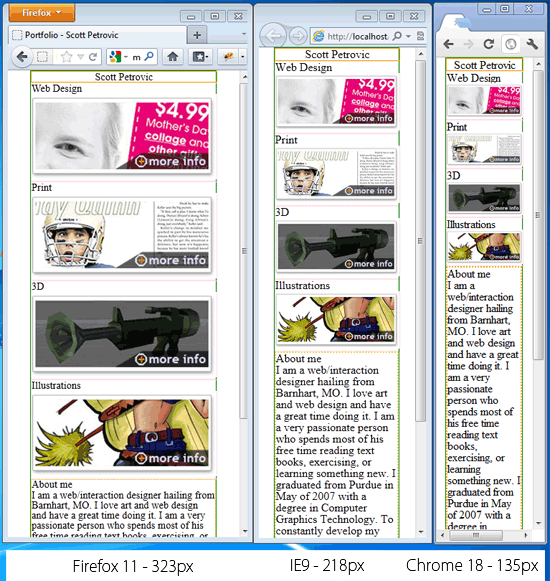 Firefox
Portfolio - Scott Petrovic
m
Scott Petrovic
Web Design
$4.99
Mother's Da
collage and
other gift
more info
Print
more info
3D
more info
Illustrations
more info
About me
I am a web/interaction designer hailing from
Barnhart, MO. I love art and web design
and have a great time doing it. I am a very
passionate person who spends most of his
free time reading text books, exercising, or
Firefox 11 - 323px
http://localhost.
Scott Petrovic
Web Design
$4.99
Mother's Da
collage and
more info
Print
more info
3D
more info
Illustrations
more info
About me
I am a web/interaction
designer hailing from
Barnhart, MO. I love art
and web design and have
a great time doing it. I am
a very passionate person
who spends most of his
free time reading text
books, exercising, or
learning something new. I
graduated from Purdue in
May of 2007 with a
degree in Computer
Graphics Technology. To
constantly develop my
IE9 - 218px
Scott Petrovic
Web Design
$4.99
more info
Print
more info
3D
more info
Illustrations
more info
About me
I am a
web/interaction
designer hailing
from Barnhart,
MO. I love art
and web design
and have a great
time doing it. I
am a very
passionate
person who
spends most of
his free time
reading text
books,
exercising, or
learning
something new. I
graduated from
Purdue in May
of 2007 with a
degree in
Chrome 18 - 135px